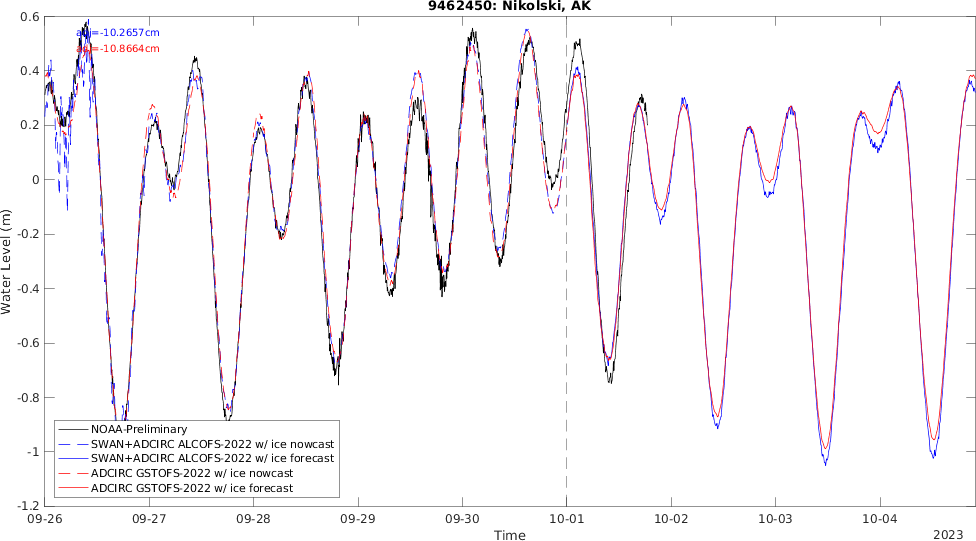 9462450: Nikolski, AK
=-10.2657cm
=-10.8664cm
Water Level (m)
0.6
0.4
0.2
0
-0.2
-0.4
-0.6
-0.8
-1
-1.2
NOAA-Preliminary
SWAN+ADCIRC ALCOFS-2022 w/ ice nowcast
SWAN+ADCIRC ALCOFS-2022 w/ ice forecast
ADCIRC GSTOFS-2022 w/ ice nowcast
ADCIRC GSTOFS-2022 w/ ice forecast
09-26 09-27 09-28 09-29 09-30 10-01 10-02 10-03 10-04
Time
2023